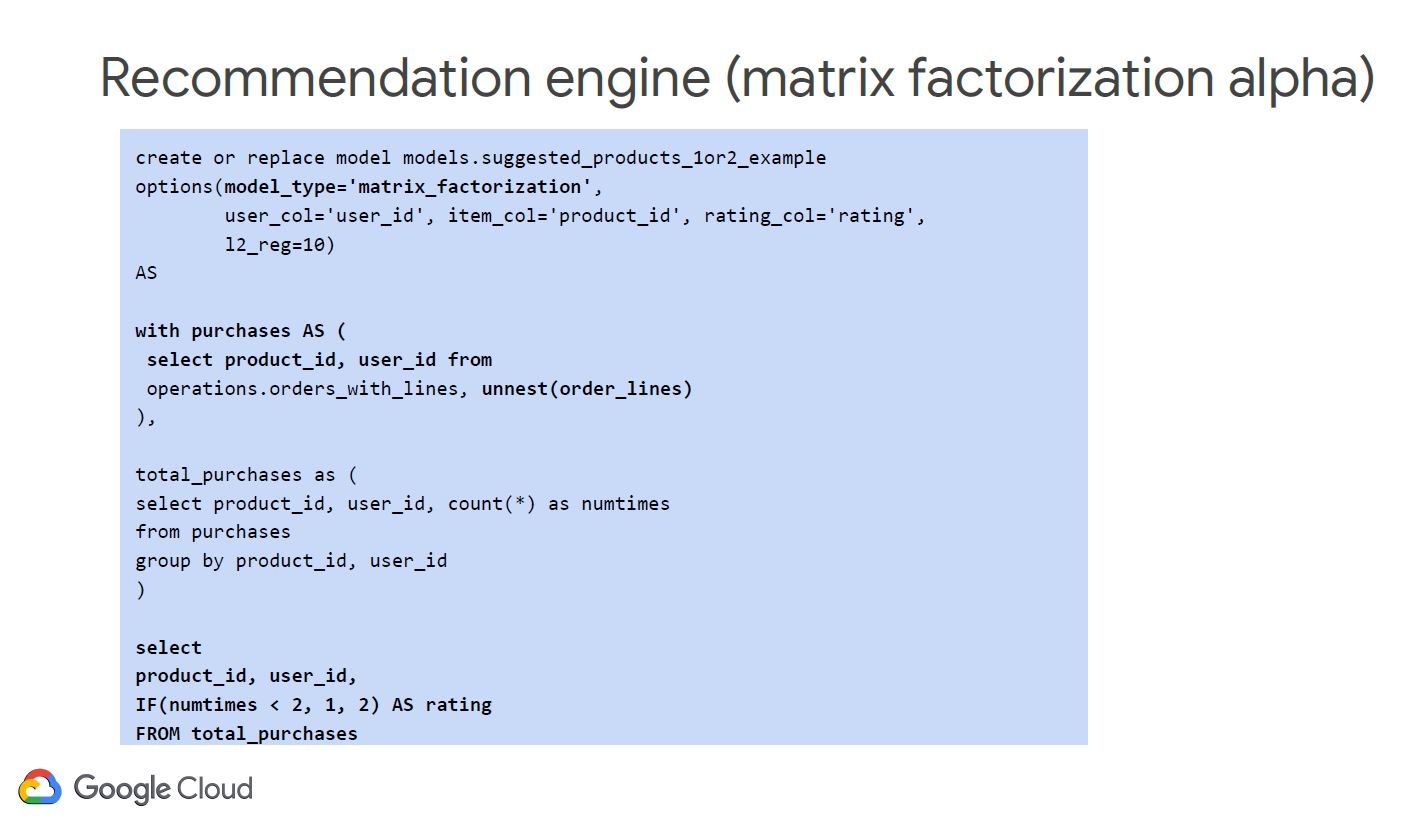 Recommendation engine (matrix factorization alpha)
create or replace model models.suggested_products_1or2_example
options(model_type='matrix_factorization',
        user_col='user_id', item_col='product_id', rating_col='rating',
        l2_reg=10)
AS

with purchases AS (
 select product_id, user_id from
 operations.orders_with_lines, unnest(order_lines)
),

total_purchases as (
select product_id, user_id, count(*) as numtimes
from purchases
group by product_id, user_id
)

select
product_id, user_id,
IF(numtimes < 2, 1, 2) AS rating
FROM total_purchases
Google Cloud